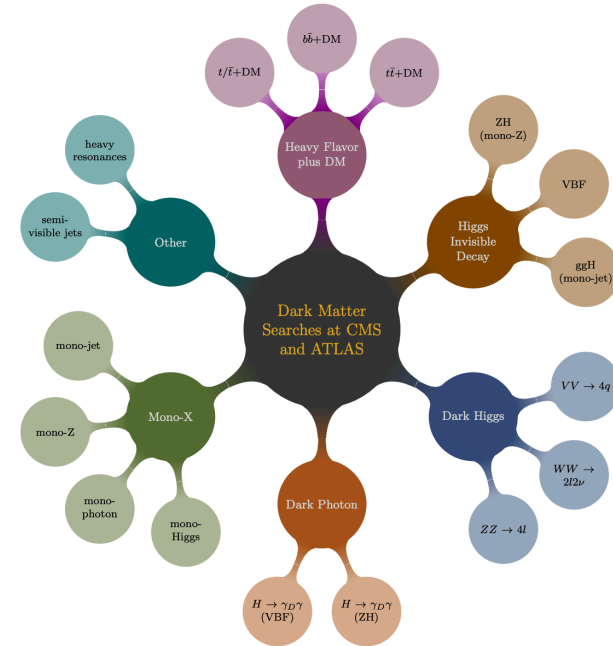 Dark Matter
Searches at CMS
and ATLAS
Heavy Flavor
plus DM
t/t̄+DM
bb̄+DM
tt̄+DM
Higgs
Invisible
Decay
ZH
(mono-Z)
VBF
ggH
(mono-jet)
Dark Higgs
VV → 4q
WW →
2l2ν
ZZ → 4l
Dark Photon
H → γ_Dγ
(ZH)
H → γ_Dγ
(VBF)
Mono-X
mono-
Higgs
mono-
photon
mono-Z
mono-jet
Other
semi-
visible jets
heavy
resonances